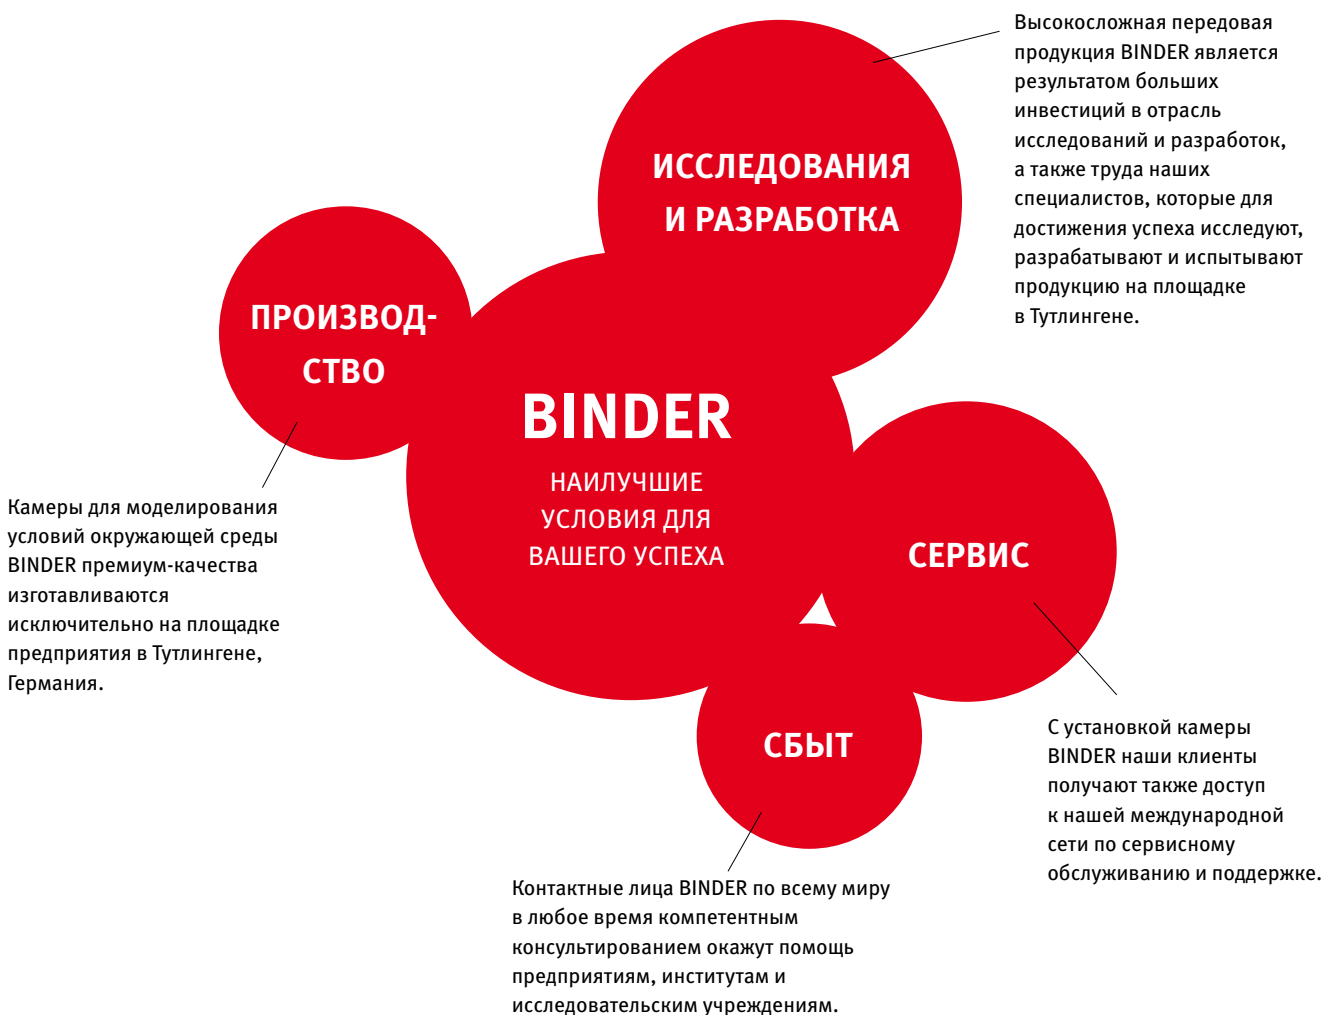 Высокосложная передовая
продукция BINDER является
результатом больших
инвестиций в отрасль
исследований и разработок,
а также труда наших
специалистов, которые для
достижения успеха исследуют,
разрабатывают и испытывают
продукцию на площадке
в Тутлингене.
ИССЛЕДОВАНИЯ
И РАЗРАБОТКА
ПРОИЗВОД-
СТВО
BINDER
НАИЛУЧШИЕ
УСЛОВИЯ ДЛЯ
ВАШЕГО УСПЕХА
Камеры для моделирования
условий окружающей среды
BINDER премиум-качества
изготавливаются
исключительно на площадке
предприятия в Тутлингене,
Германия.
СЕРВИС
СБЫТ
С установкой камеры
BINDER наши клиенты
получают также доступ
к нашей международной
сети по сервисному
обслуживанию и поддержке.
Контактные лица BINDER по всему миру
в любое время компетентным
консультированием окажут помощь
предприятиям, институтам и
исследовательским учреждениям.